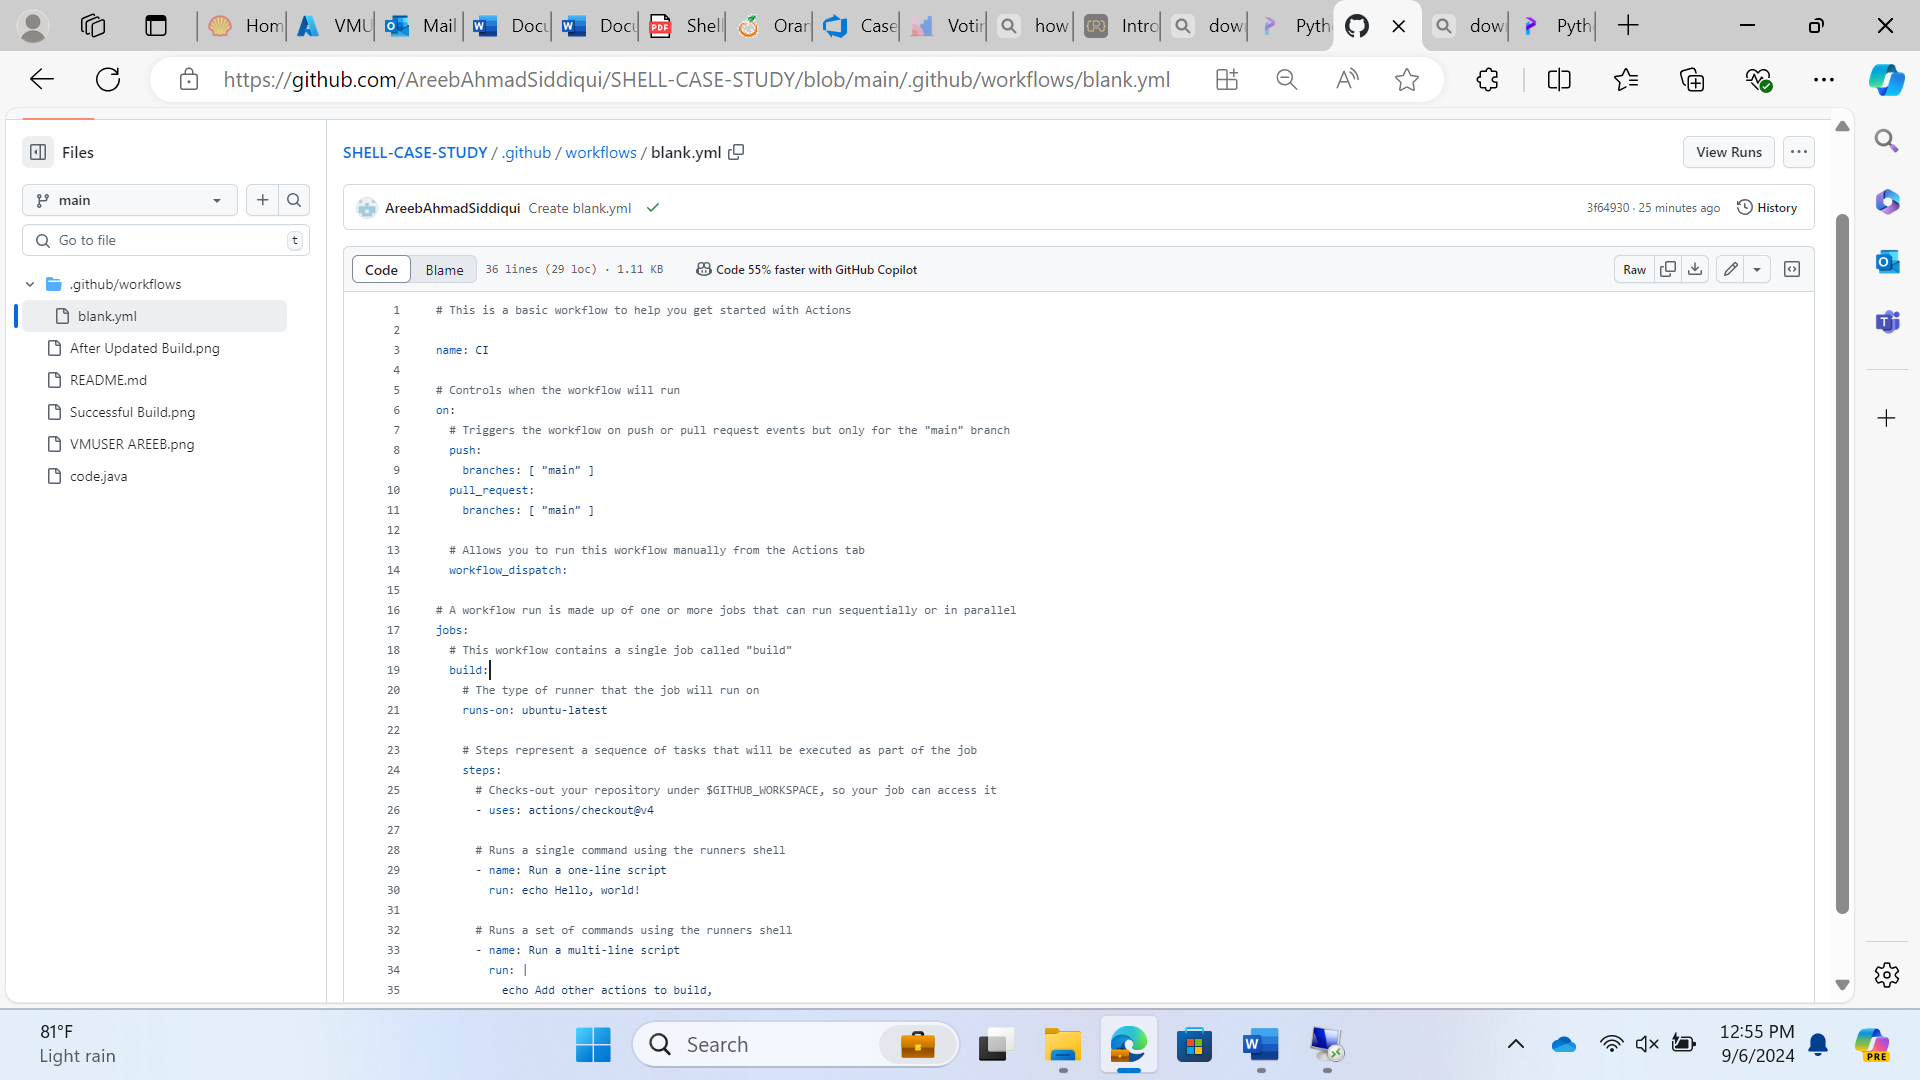 Hom
VMU
Mail
Docu
Docu
Shell
Oran
Case
Votin
how
Intro
down
Pytho
down
Pytho
https://github.com/AreebAhmadSiddiqui/SHELL-CASE-STUDY/blob/main/.github/workflows/blank.yml
Files
SHELL-CASE-STUDY / .github / workflows / blank.yml
View Runs
main
AreebAhmadSiddiqui Create blank.yml
3f64930 · 25 minutes ago
History
Go to file
t
Code
Blame
36 lines (29 loc) · 1.11 KB
Code 55% faster with GitHub Copilot
Raw
.github/workflows
blank.yml
After Updated Build.png
README.md
Successful Build.png
VMUSER AREEB.png
code.java
1 # This is a basic workflow to help you get started with Actions
2
3 name: CI
4
5 # Controls when the workflow will run
6 on:
7 # Triggers the workflow on push or pull request events but only for the "main" branch
8 push:
9 branches: [ "main" ]
10 pull_request:
11 branches: [ "main" ]
12
13 # Allows you to run this workflow manually from the Actions tab
14 workflow_dispatch:
15
16 # A workflow run is made up of one or more jobs that can run sequentially or in parallel
17 jobs:
18 # This workflow contains a single job called "build"
19 build:
20 # The type of runner that the job will run on
21 runs-on: ubuntu-latest
22
23 # Steps represent a sequence of tasks that will be executed as part of the job
24 steps:
25 # Checks-out your repository under $GITHUB_WORKSPACE, so your job can access it
26 - uses: actions/checkout@v4
27
28 # Runs a single command using the runners shell
29 - name: Run a one-line script
30 run: echo Hello, world!
31
32 # Runs a set of commands using the runners shell
33 - name: Run a multi-line script
34 run: |
35 echo Add other actions to build,
81°F
Light rain
Search
12:55 PM
9/6/2024
PRE